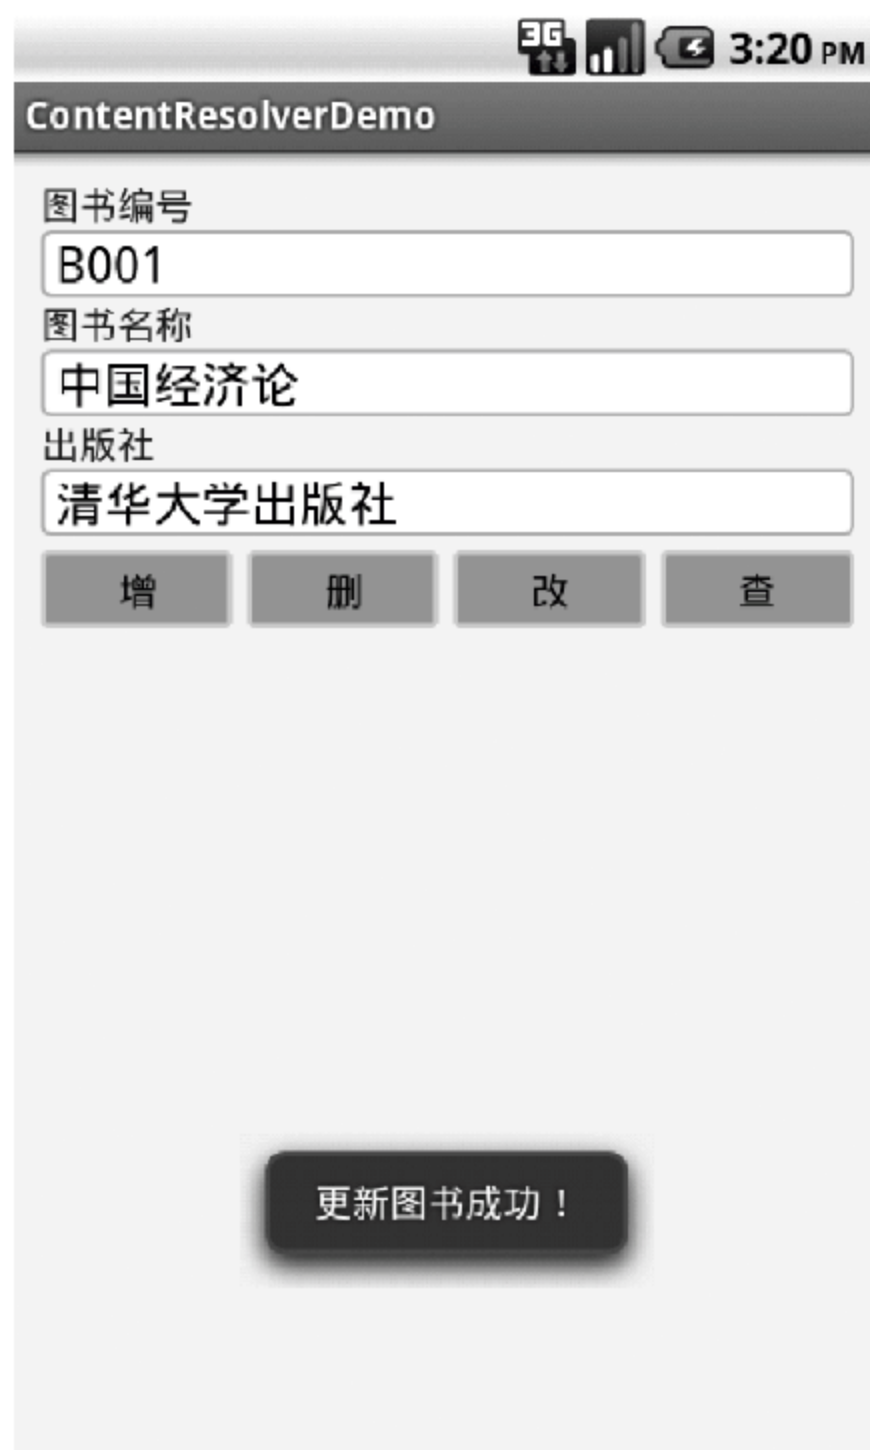 3G 3:20 PM
ContentResolverDemo
图书编号
B001
图书名称
中国经济论
出版社
清华大学出版社
增 删 改 查
更新图书成功！